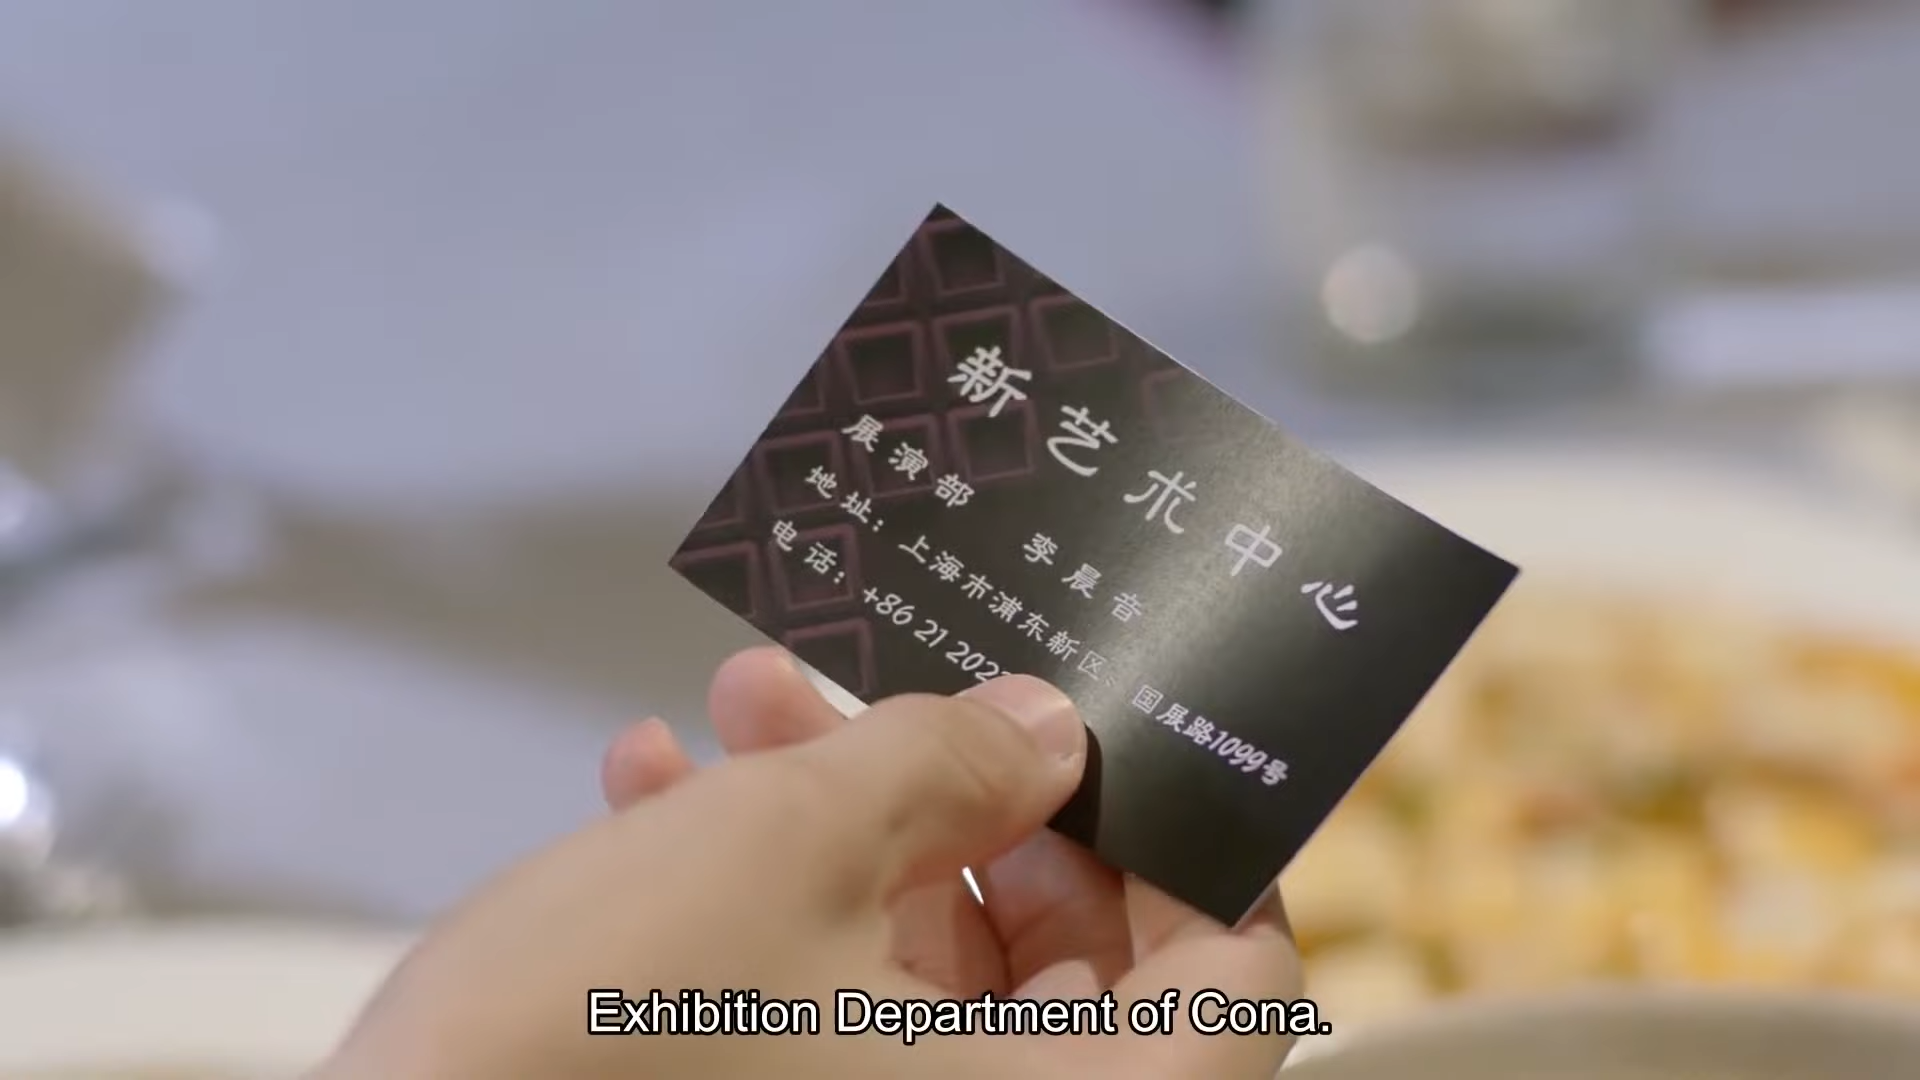 新艺术中心
展演部 李晨音
地址：上海市浦东新区、国展路1099号
电话：+86 21 202
Exhibition Department of Cona.